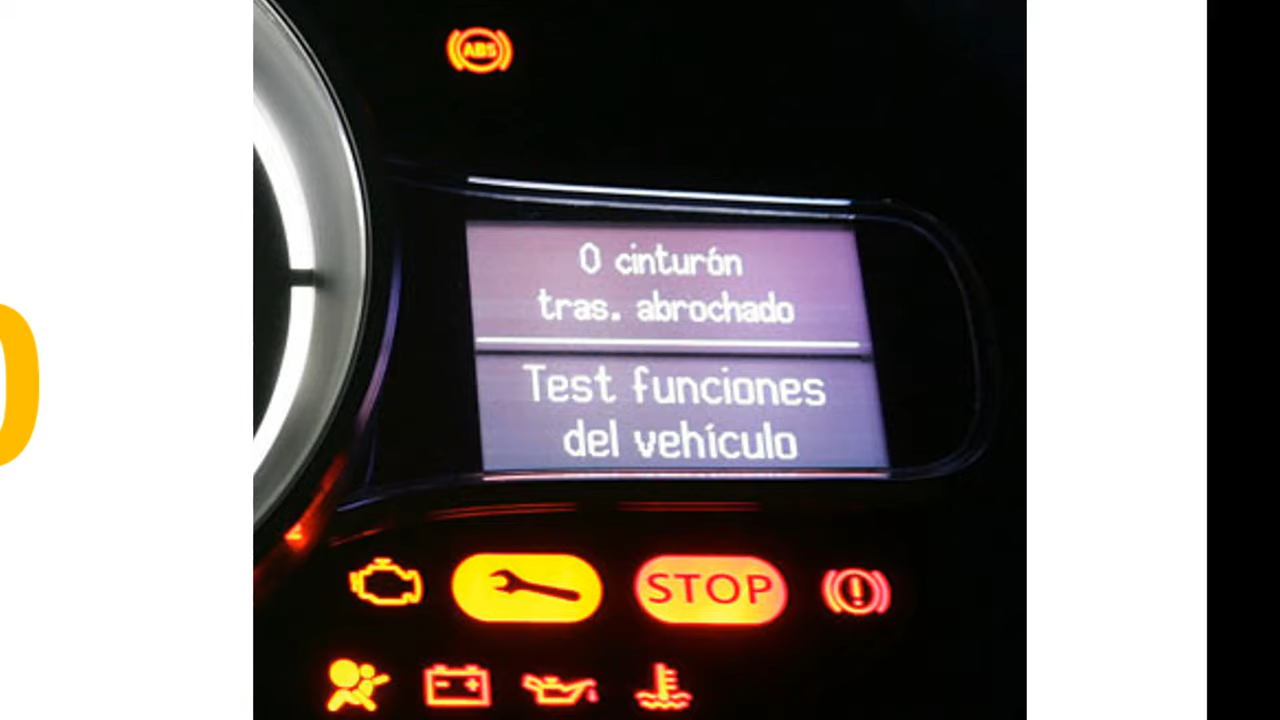 ABS
0 cinturón
tras. abrochado
Test funciones
del vehículo
STOP